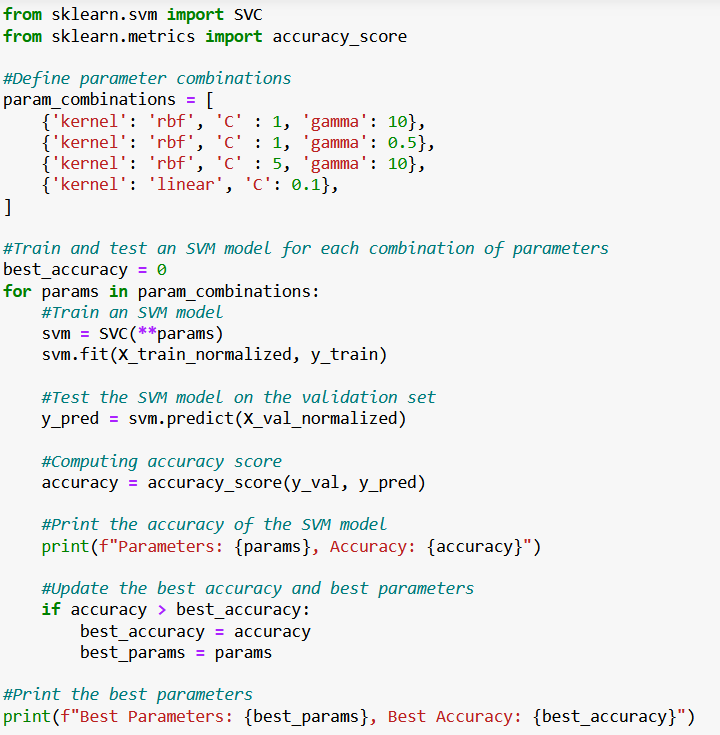 from sklearn.svm import SVC
from sklearn.metrics import accuracy_score

#Define parameter combinations
param_combinations = [
    {'kernel': 'rbf', 'C' : 1, 'gamma': 10},
    {'kernel': 'rbf', 'C' : 1, 'gamma': 0.5},
    {'kernel': 'rbf', 'C' : 5, 'gamma': 10},
    {'kernel': 'linear', 'C': 0.1},
]

#Train and test an SVM model for each combination of parameters
best_accuracy = 0
for params in param_combinations:
    #Train an SVM model
    svm = SVC(**params)
    svm.fit(X_train_normalized, y_train)

    #Test the SVM model on the validation set
    y_pred = svm.predict(X_val_normalized)

    #Computing accuracy score
    accuracy = accuracy_score(y_val, y_pred)

    #Print the accuracy of the SVM model
    print(f"Parameters: {params}, Accuracy: {accuracy}")

    #Update the best accuracy and best parameters
    if accuracy > best_accuracy:
        best_accuracy = accuracy
        best_params = params

#Print the best parameters
print(f"Best Parameters: {best_params}, Best Accuracy: {best_accuracy}")